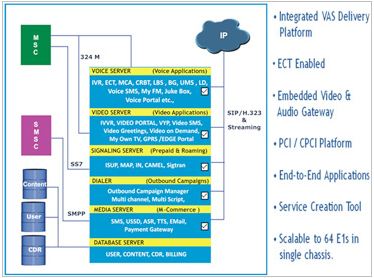 M S C
S M S C
Content
User
CDR
324 M
SS7
SMPP
IP
SIP/H.323 & Streaming
VOICE SERVER (Voice Applications)
IVR, ECT, MCA, CRBT, LBS, BG, UMS, LD,
Voice SMS, My FM, Juke Box,
Voice Portal etc.,
VIDEO SERVER (Video Applications)
IVVR, VIDEO PORTAL, VYP, Video SMS,
Video Greetings, Video on Demand,
My Own TV, GPRS /EDGE Portal
SIGNALING SERVER (Prepaid & Roaming)
ISUP, MAP, IN, CAMEL, Sigtran
DIALER (Outbound Campaigns)
Outbound Campaign Manager
Multi channel, Multi Script,
MEDIA SERVER (M-Commerce)
SMS, USSD, ASR, TTS, EMail,
Payment Gateway
DATABASE SERVER
USER, CONTENT, CDR, BILLING
• Integrated VAS Delivery
Platform
• ECT Enabled
• Embedded Video &
Audio Gateway
• PCI / CPCI Platform
• End-to-End Applications
• Service Creation Tool
• Scalable to 64 E1s in
single chassis.